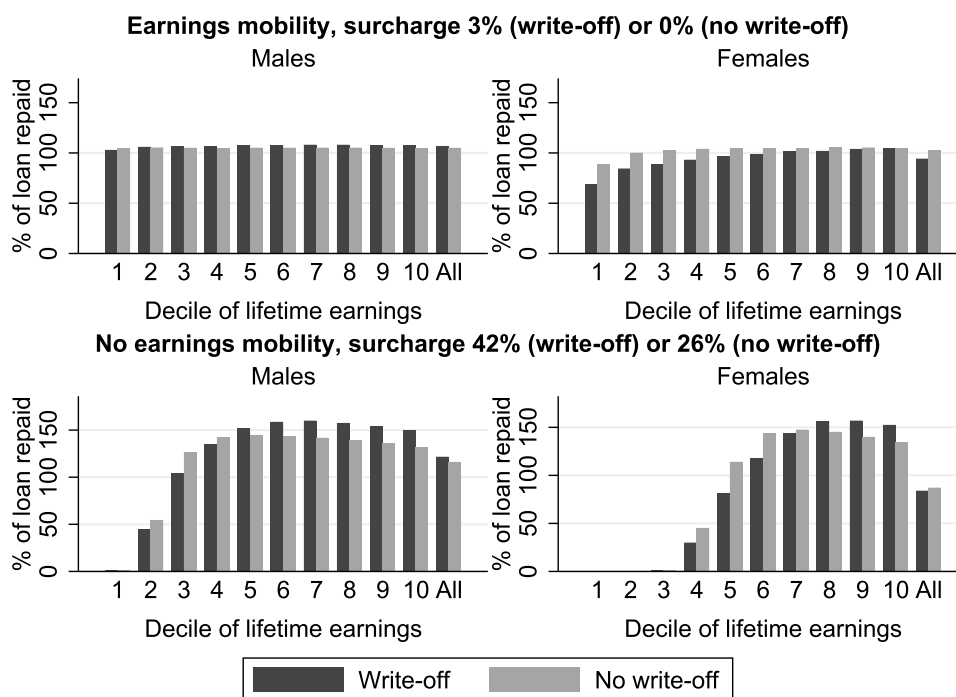 Earnings mobility, surcharge 3% (write-off) or 0% (no write-off)
Males
% of loan repaid
150
100
50
0
1 2 3 4 5 6 7 8 9 10 All
Decile of lifetime earnings
Females
% of loan repaid
150
100
50
0
1 2 3 4 5 6 7 8 9 10 All
Decile of lifetime earnings
No earnings mobility, surcharge 42% (write-off) or 26% (no write-off)
Males
% of loan repaid
150
100
50
0
1 2 3 4 5 6 7 8 9 10 All
Decile of lifetime earnings
Females
% of loan repaid
150
100
50
0
1 2 3 4 5 6 7 8 9 10 All
Decile of lifetime earnings
Write-off No write-off